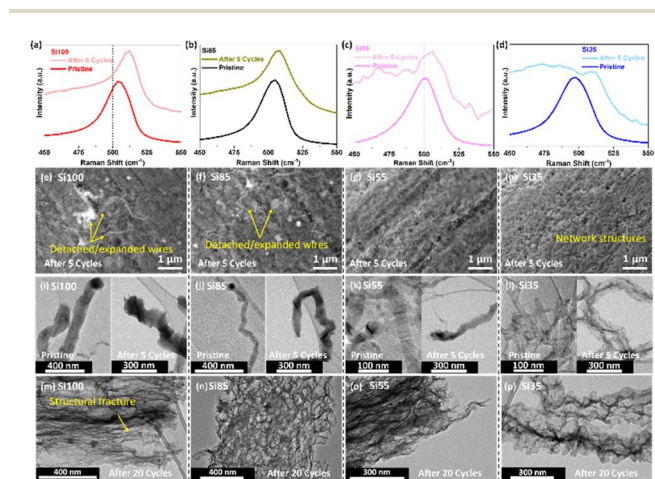 (a)
Si100
After 5 Cycles
Pristine
Intensity (a.u.)
450 475 500 525 550
Raman Shift (cm⁻¹)
(b)
Si85
After 5 Cycles
Pristine
Intensity (a.u.)
450 475 500 525 550
Raman Shift (cm⁻¹)
(c)
Si55
After 5 Cycles
Pristine
Intensity (a.u.)
450 475 500 525 550
Raman Shift (cm⁻¹)
(d)
Si35
After 5 Cycles
Pristine
Intensity (a.u.)
450 475 500 525 550
Raman Shift (cm⁻¹)
(e) Si100
Detached/expanded wires
After 5 Cycles
1 µm
(f) Si85
Detached/expanded wires
After 5 Cycles
1 µm
(g) Si55
After 5 Cycles
1 µm
(h) Si35
Network structures
After 5 Cycles
1 µm
(i) Si100
Pristine
400 nm
After 5 Cycles
300 nm
(j) Si85
Pristine
400 nm
After 5 Cycles
300 nm
(k) Si55
Pristine
100 nm
After 5 Cycles
300 nm
(l) Si35
Pristine
100 nm
After 5 Cycles
300 nm
(m) Si100
Structural fracture
400 nm
After 20 Cycles
(n) Si85
400 nm
After 20 Cycles
(o) Si55
300 nm
After 20 Cycles
(p) Si35
300 nm
After 20 Cycles